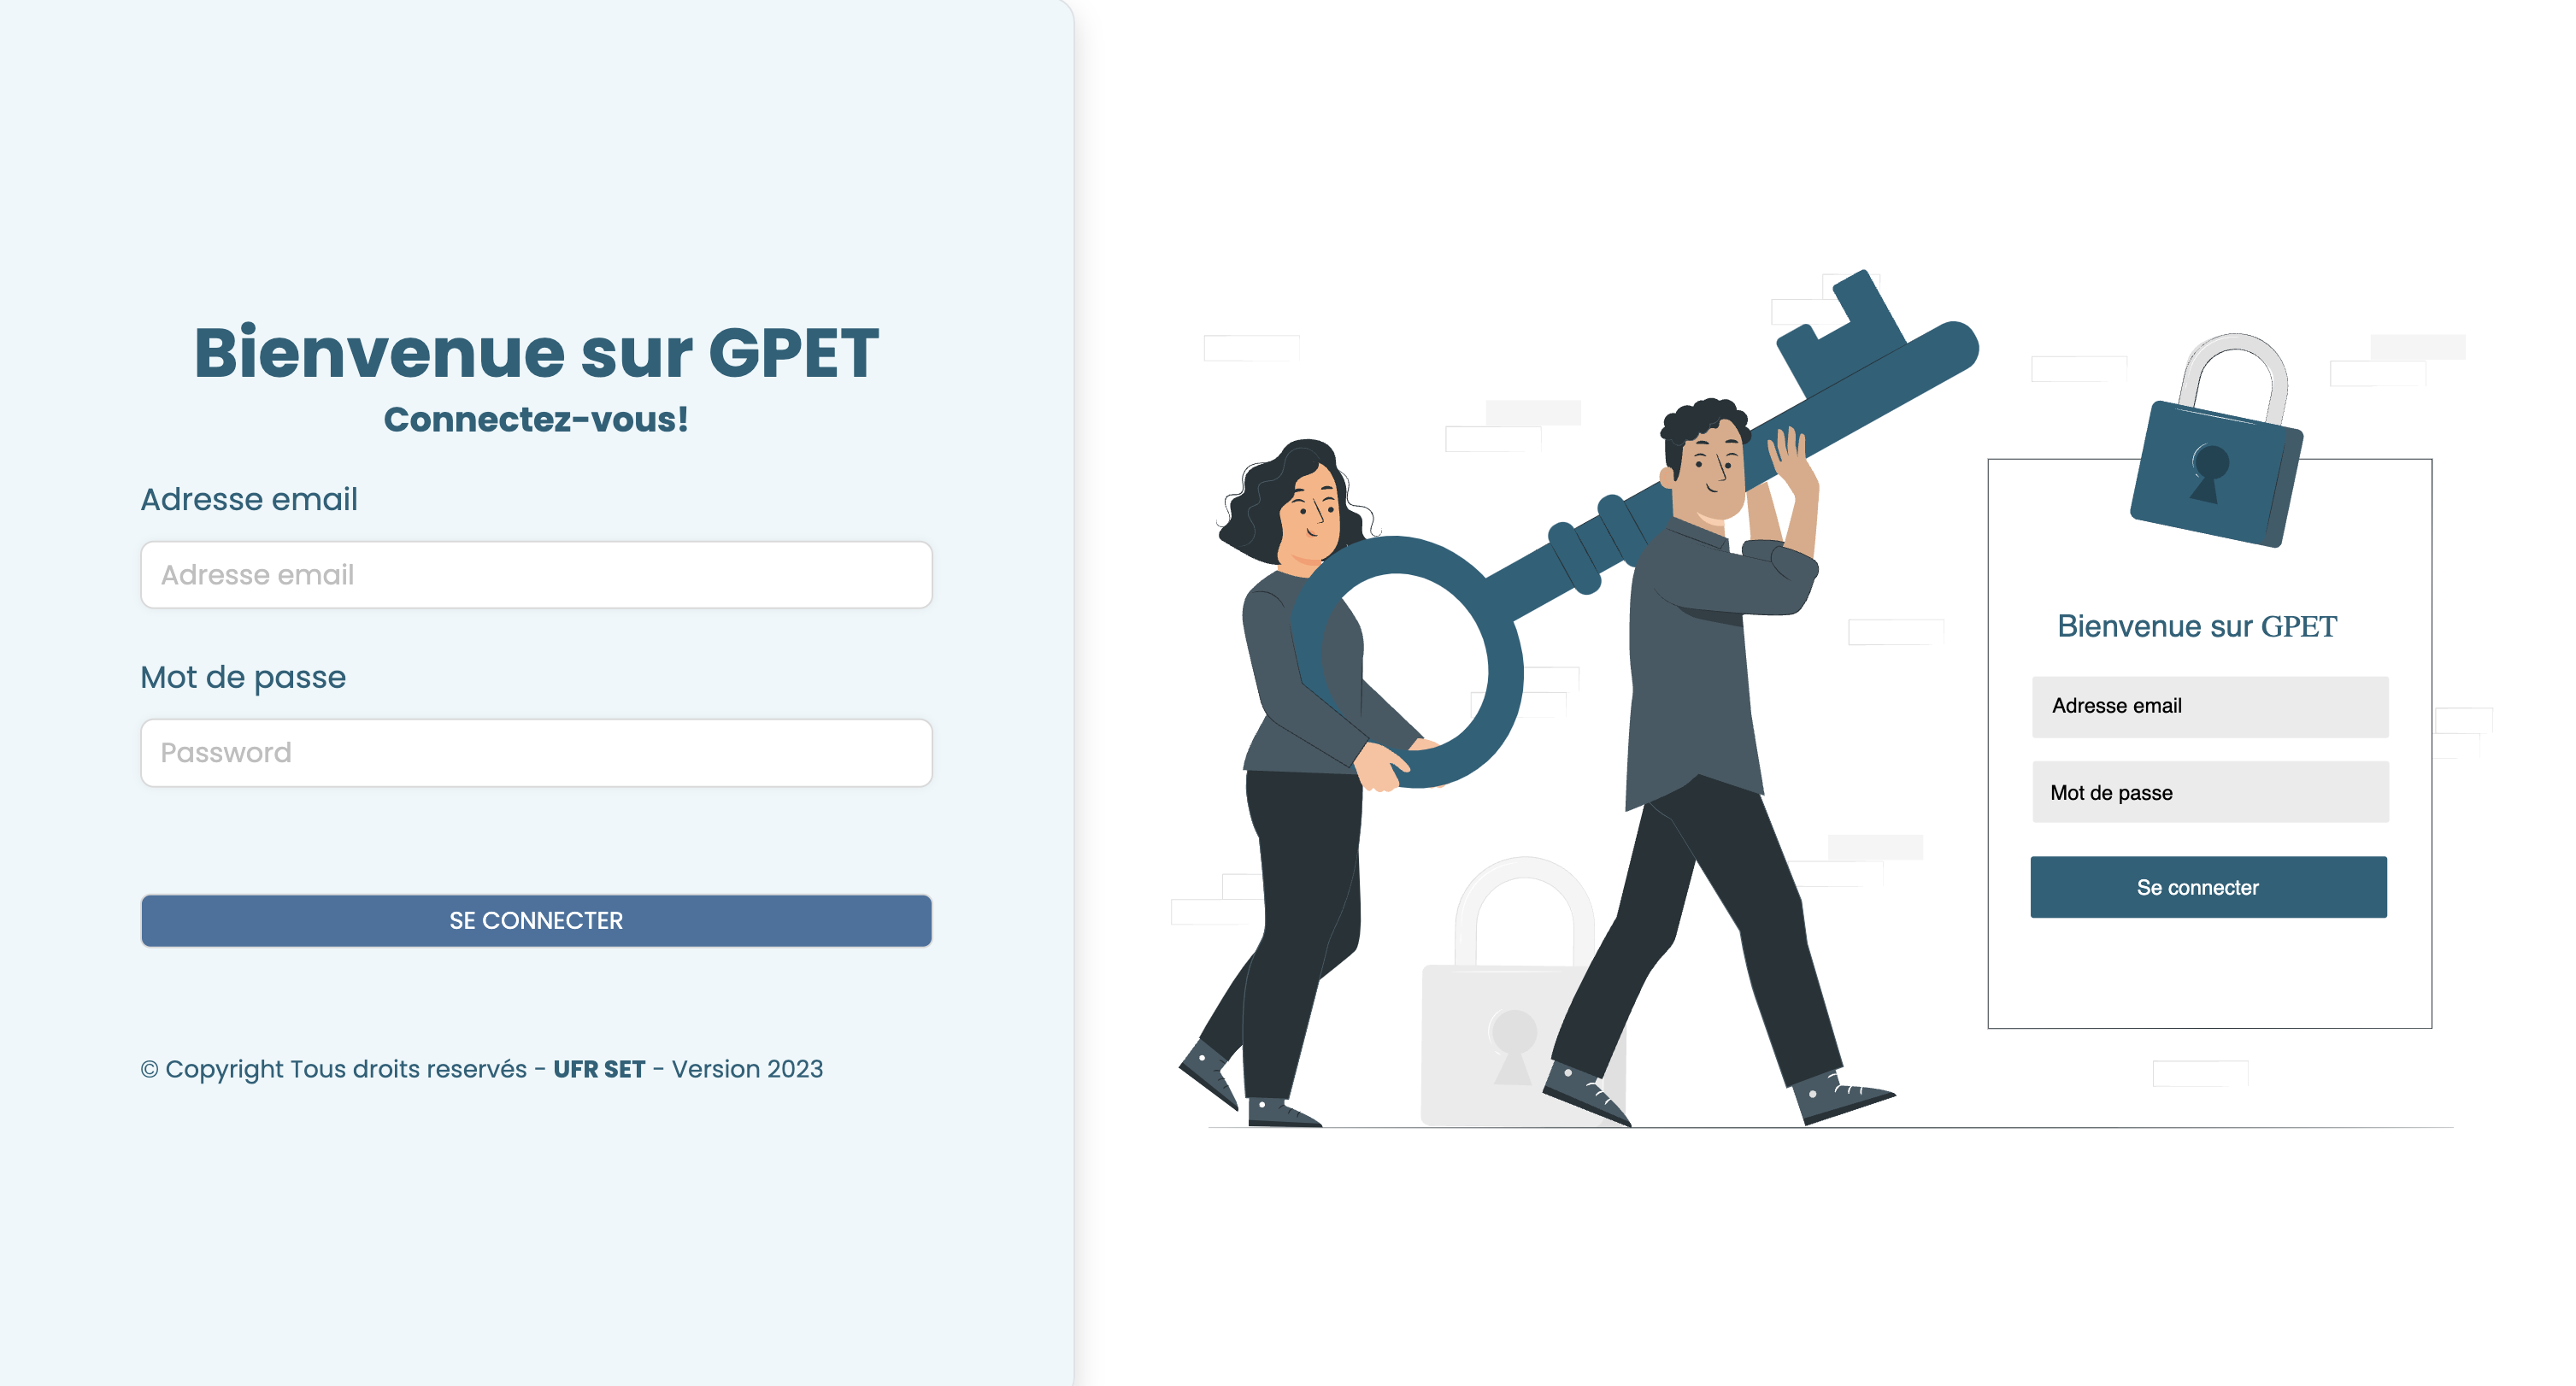 Bienvenue sur GPET
Connectez-vous!
Adresse email
Adresse email
Mot de passe
Password
SE CONNECTER
© Copyright Tous droits reservés - UFR SET - Version 2023
Bienvenue sur GPET
Adresse email
Mot de passe
Se connecter